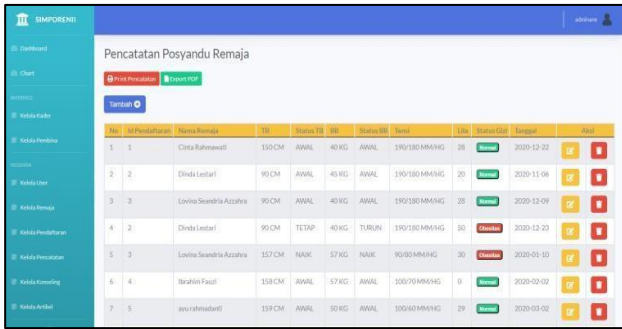 SIMPORENII
adminre
Dashboard
Chart
Kelola Kader
Kelola Pembina
Kelola User
Kelola Remaja
Kelola Pendaftaran
Kelola Pencatatan
Kelola Konseling
Kelola Artikel
Pencatatan Posyandu Remaja
Print Pencatatan Export PDF
Tambah
No Id Pendaftaran Nama Remaja TB Status TB BB Status BB Tensi Lila Status Gizi Tanggal Aksi
1 1 Cinta Rahmawati 150 CM AWAL 40 KG AWAL 190/180 MM/HG 28 Normal 2020-12-22
2 2 Dinda Lestari 90 CM AWAL 45 KG AWAL 190/180 MM/HG 20 Normal 2020-11-06
3 3 Lovina Seandria Azzahra 90 CM AWAL 40 KG AWAL 190/180 MM/HG 28 Normal 2020-12-09
4 2 Dinda Lestari 90 CM TETAP 40 KG TURUN 190/180 MM/HG 50 Obesitas 2020-12-23
5 3 Lovina Seandria Azzahra 157 CM NAIK 57 KG NAIK 90/80 MM/HG 30 Obesitas 2020-01-10
6 4 Ibrahim Fauzi 158 CM AWAL 57 KG AWAL 100/70 MM/HG 0 Normal 2020-02-02
7 5 ayu rahmadanti 159 CM AWAL 50 KG AWAL 100/60 MM/HG 29 Normal 2020-03-02